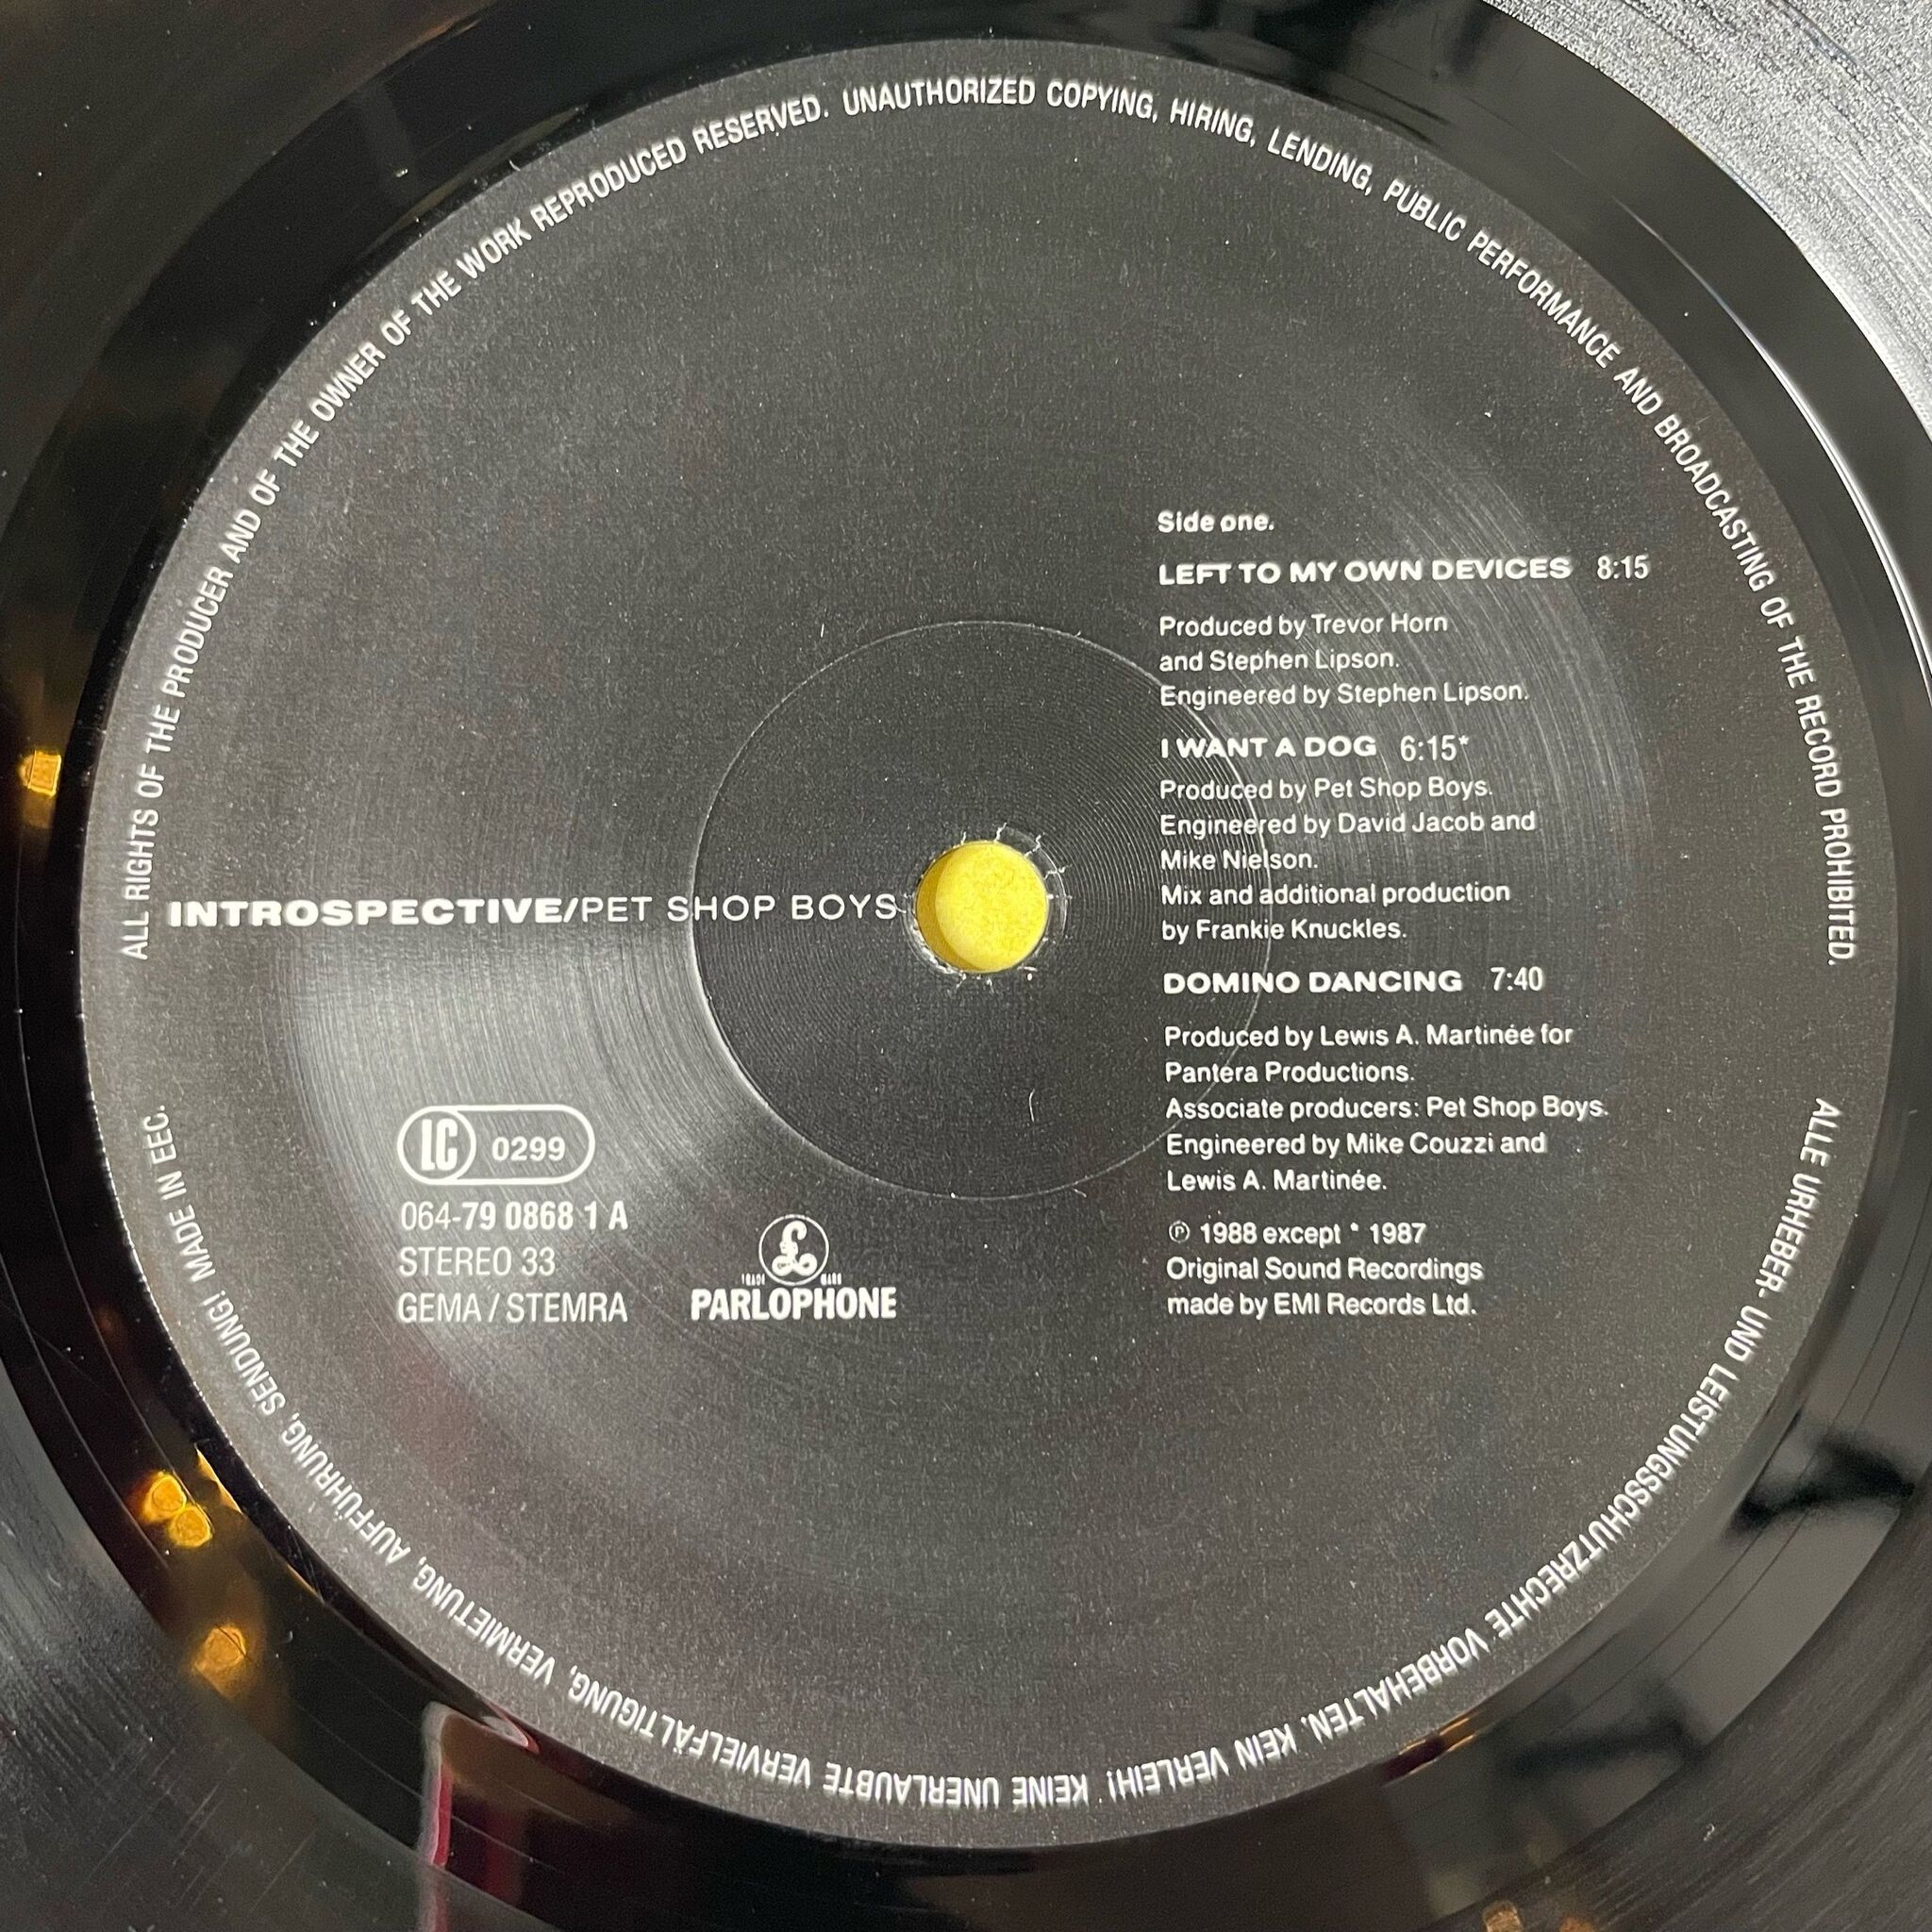 ALL RIGHTS OF THE PRODUCER AND OF THE OWNER OF THE WORK REPRODUCED RESERVED. UNAUTHORIZED COPYING, HIRING, LENDING, PUBLIC PERFORMANCE AND BROADCASTING OF THE RECORD PROHIBITED.
Side one.
LEFT TO MY OWN DEVICES 8:15
Produced by Trevor Horn
and Stephen Lipson.
Engineered by Stephen Lipson.
I WANT A DOG 6:15*
Produced by Pet Shop Boys.
Engineered by David Jacob and
Mike Nielson.
Mix and additional production
by Frankie Knuckles.
INTROSPECTIVE/PET SHOP BOYS
DOMINO DANCING 7:40
Produced by Lewis A. Martinée for
Pantera Productions.
Associate producers: Pet Shop Boys.
Engineered by Mike Couzzi and
Lewis A. Martinée.
℗ 1988 except * 1987
Original Sound Recordings
made by EMI Records Ltd.
LC 0299
064-79 0868 1 A
STEREO 33
GEMA / STEMRA
£
PARLOPHONE
ALLE URHEBER- UND LEISTUNGSSCHUTZRECHTE VORBEHALTEN. KEIN VERLEIH! KEINE UNERLAUBTE VERVIELFÄLTIGUNG, VERMIETUNG, AUFFÜHRUNG, SENDUNG! MADE IN EEC.